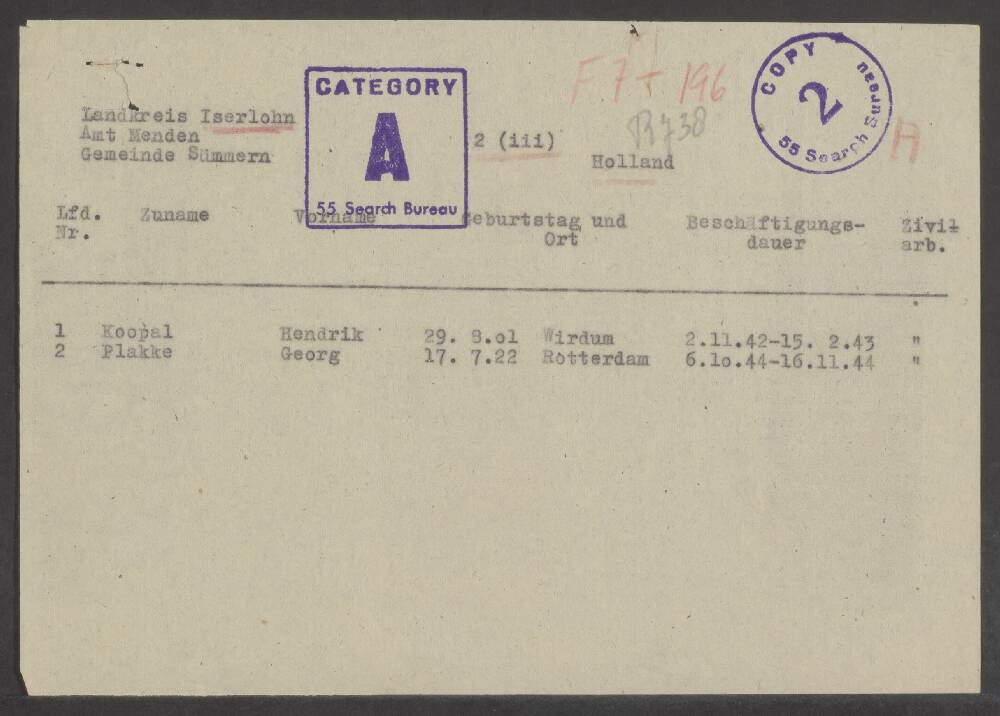 F 7 + 196
COPY
2
55 Search Bureau
A
CATEGORY
A
55 Search Bureau
Landkreis Iserlohn
Amt Menden
Gemeinde Sümmern
2 (iii)
R 738
Holland
Lfd. Zuname Vorname Geburtstag und Beschäftigungs- Zivil
Nr. Ort dauer arb.
1 Koopal Hendrik 29. 8.o1 Wirdum 2.11.42-15. 2.43 "
2 Plakke Georg 17. 7.22 Rotterdam 6.1o.44-16.11.44 "